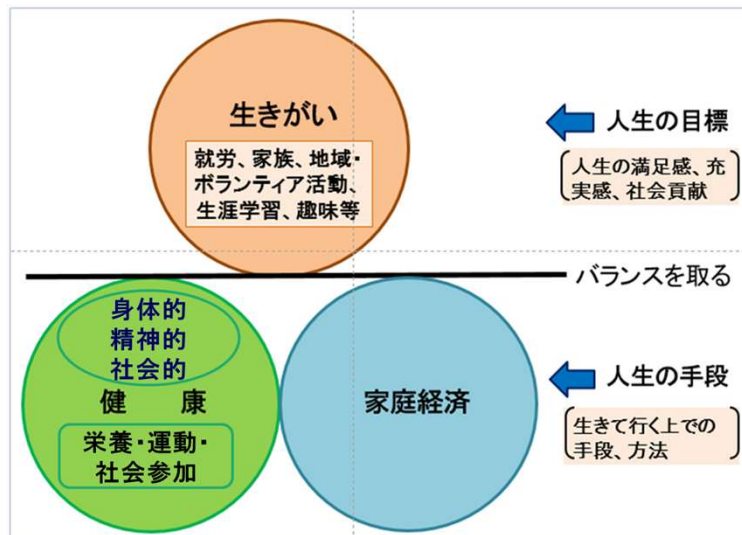 生きがい
就労、家族、地域・
ボランティア活動、
生涯学習、趣味等
人生の目標
人生の満足感、充
実感、社会貢献
バランスを取る
身体的
精神的
社会的
健　康
栄養・運動・
社会参加
家庭経済
人生の手段
生きて行く上での
手段、方法